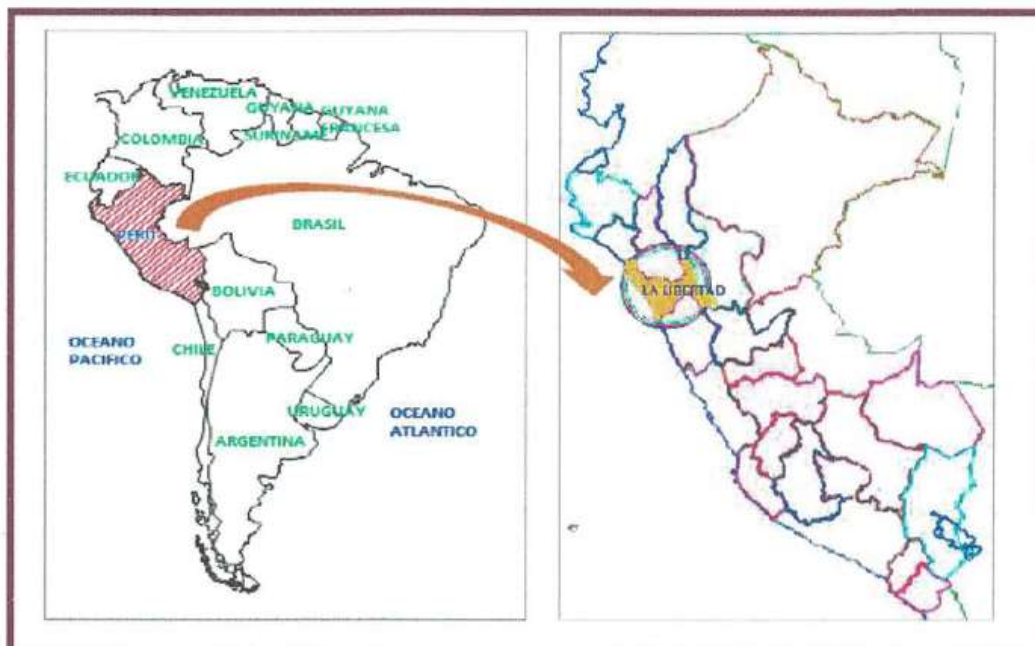 VENEZUELA
GUYANA
GUYANA
FRANCESA
SURINAME
COLOMBIA
ECUADOR
PERU
BRASIL
BOLIVIA
PARAGUAY
CHILE
OCEANO
PACIFICO
URUGUAY
OCEANO
ATLANTICO
ARGENTINA
LA LIBERTAD